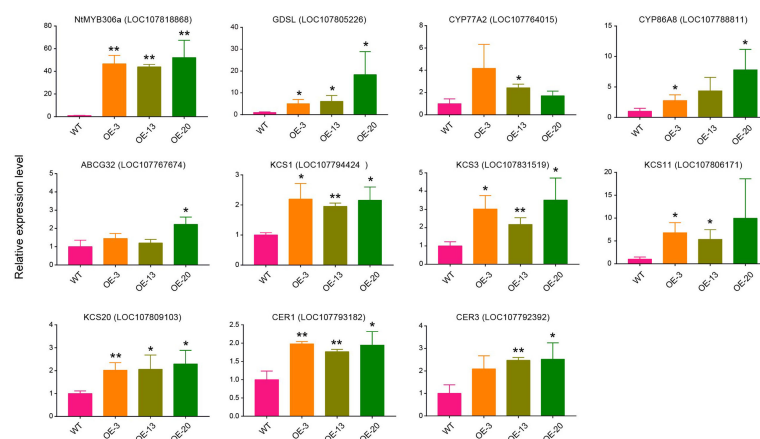 NtMYB306a (LOC107818868)
80
60
40
20
0
** ** **
WT OE-3 OE-13 OE-20
GDSL (LOC107805226)
40
30
20
10
0
* * *
WT OE-3 OE-13 OE-20
CYP77A2 (LOC107764015)
8
6
4
2
0
*
WT OE-3 OE-13 OE-20
CYP86A8 (LOC107788811)
15
10
5
0
* *
WT OE-3 OE-13 OE-20
Relative expression level
ABCG32 (LOC107767674)
5
4
3
2
1
0
*
WT OE-3 OE-13 OE-20
KCS1 (LOC107794424 )
3
2
1
0
* ** *
WT OE-3 OE-13 OE-20
KCS3 (LOC107831519)
5
4
3
2
1
0
* ** *
WT OE-3 OE-13 OE-20
KCS11 (LOC107806171)
20
15
10
5
0
* *
WT OE-3 OE-13 OE-20
KCS20 (LOC107809103)
4
3
2
1
0
** * *
WT OE-3 OE-13 OE-20
CER1 (LOC107793182)
2.5
2.0
1.5
1.0
0.5
0.0
** ** *
WT OE-3 OE-13 OE-20
CER3 (LOC107792392)
4
3
2
1
0
** *
WT OE-3 OE-13 OE-20